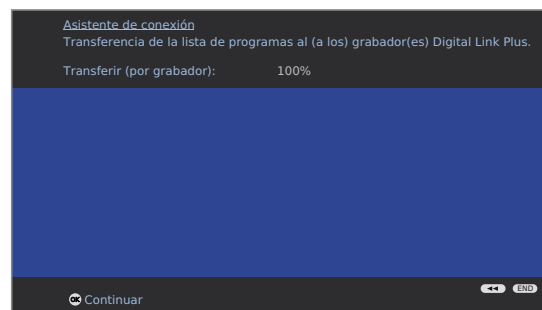 Asistente de conexión
Transferencia de la lista de programas al (a los) grabador(es) Digital Link Plus.
Transferir (por grabador): 100%
END
OK Continuar